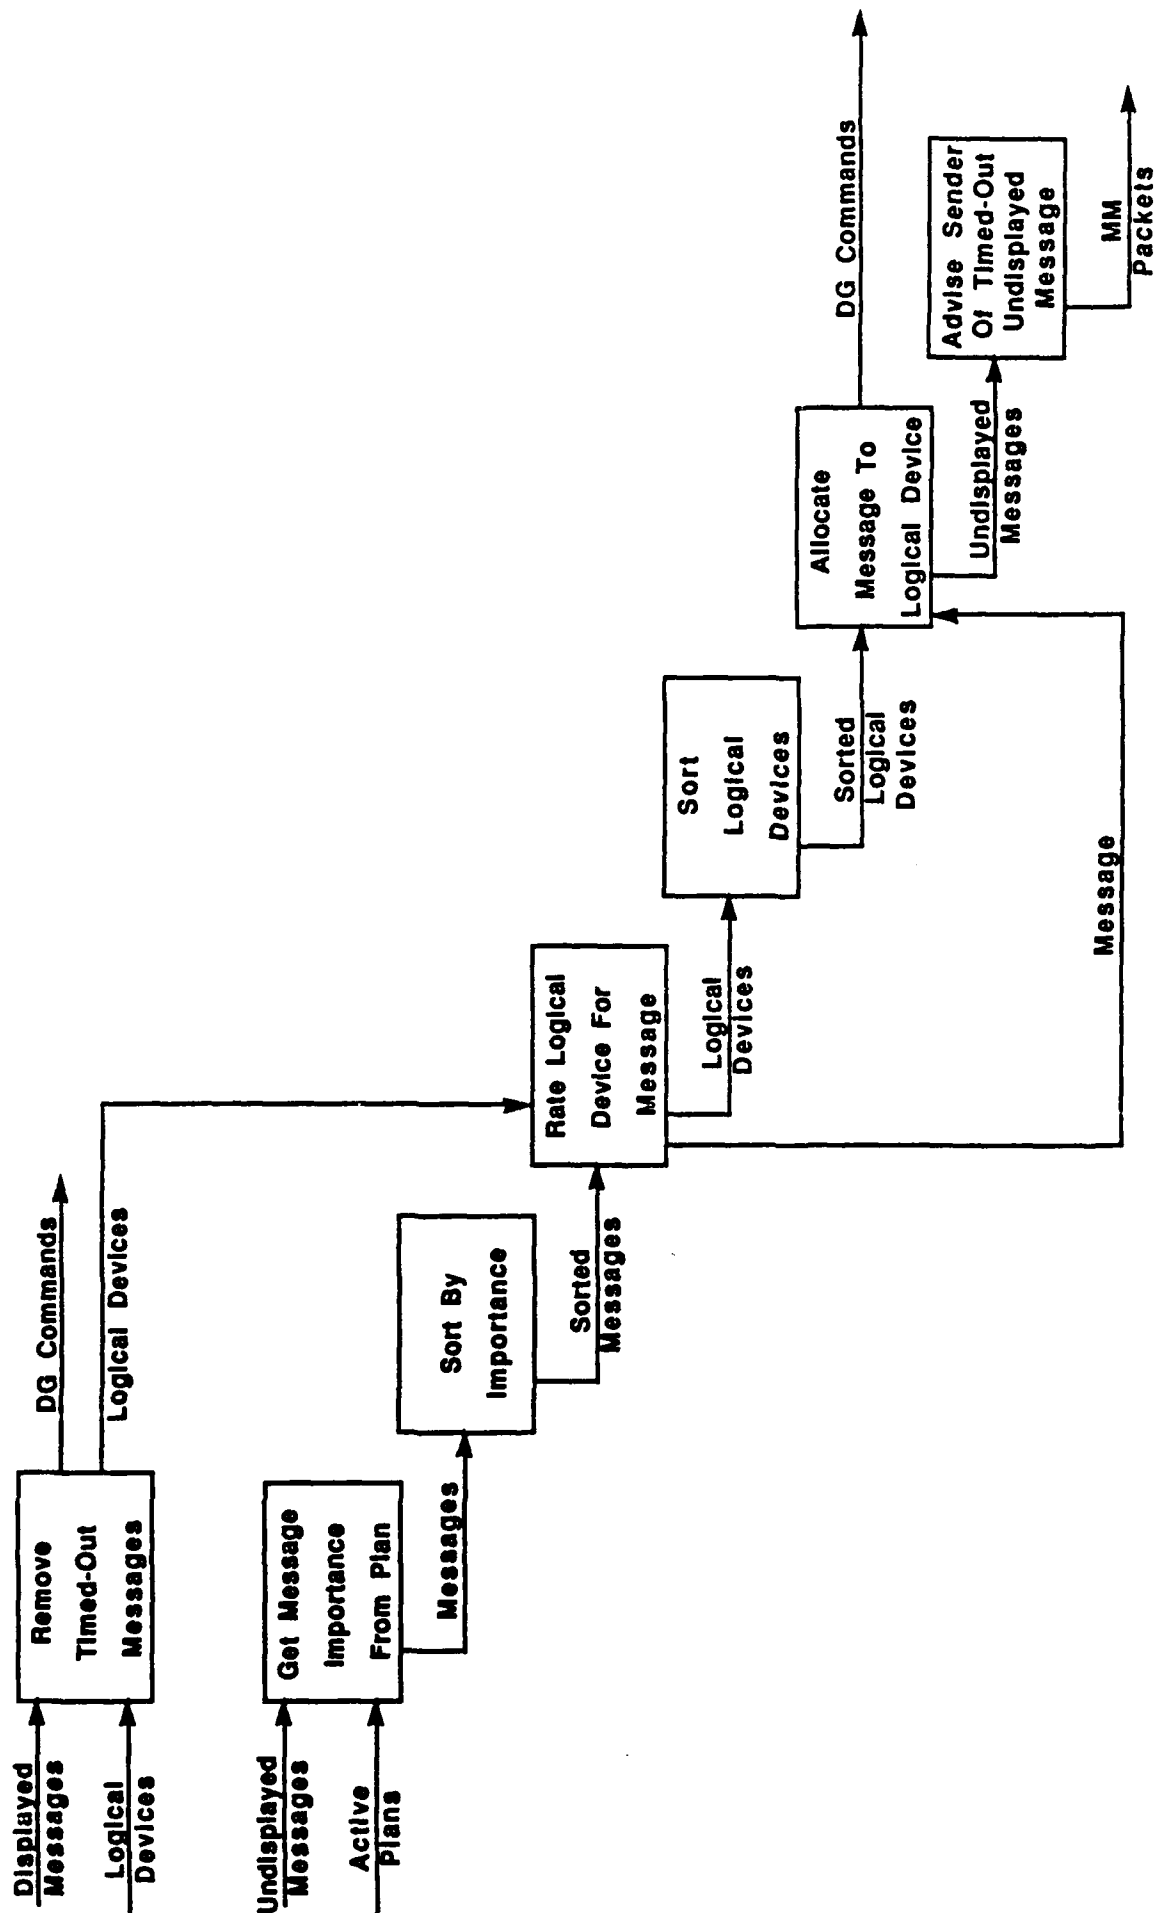 Displayed
Messages
Logical
Devices
Remove
Timed-Out
Messages
DG Commands
Logical Devices
Undisplayed
Messages
Active
Plans
Get Message
Importance
From Plan
Messages
Sort By
Importance
Sorted
Messages
Rate Logical
Device For
Message
Logical
Devices
Message
Sort
Logical
Devices
Sorted
Logical
Devices
Allocate
Message To
Logical Device
DG Commands
Undisplayed
Messages
Advise Sender
Of Timed-Out
Undisplayed
Message
MM
Packets